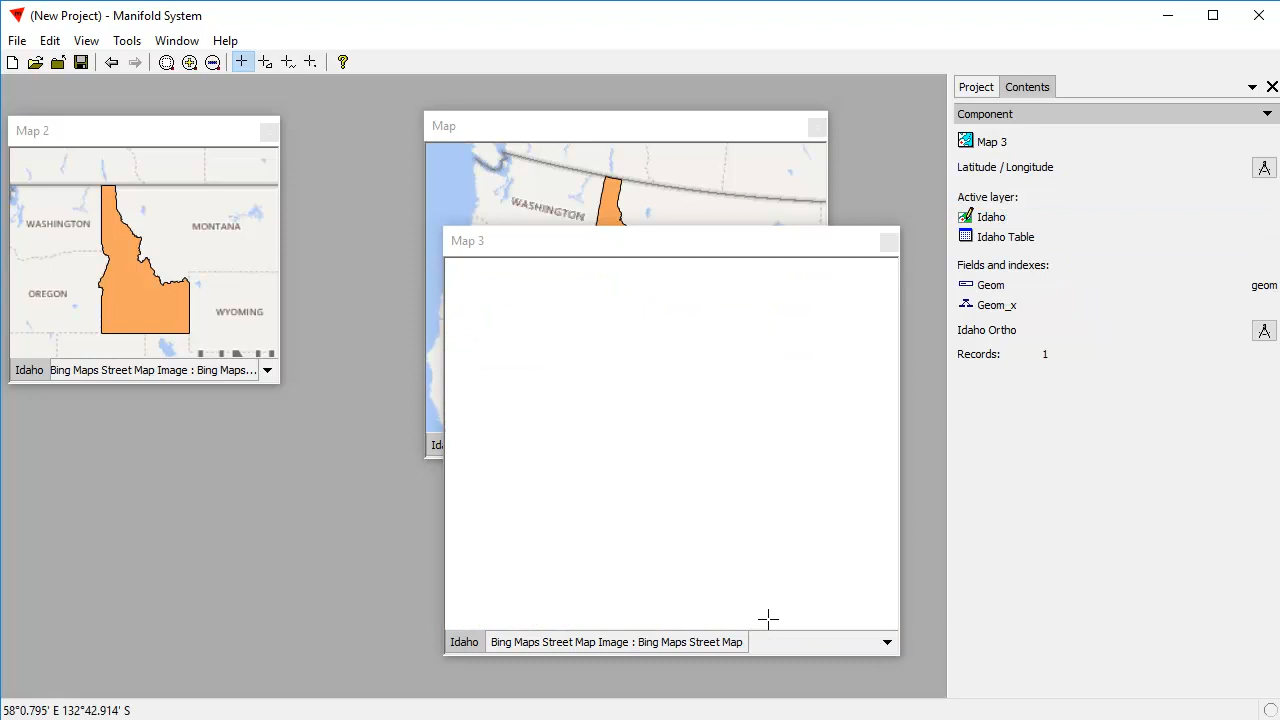 (New Project) - Manifold System
File Edit View Tools Window Help
Project Contents
Component
Map 3
Latitude / Longitude
Active layer:
Idaho
Idaho Table
Fields and indexes:
Geom geom
Geom_x
Idaho Ortho
Records: 1
Map 2
WASHINGTON
MONTANA
OREGON
WYOMING
Idaho Bing Maps Street Map Image : Bing Maps...
Map
WASHINGTON
Map 3
Idaho Bing Maps Street Map Image : Bing Maps Street Map
58°0.795' E 132°42.914' S